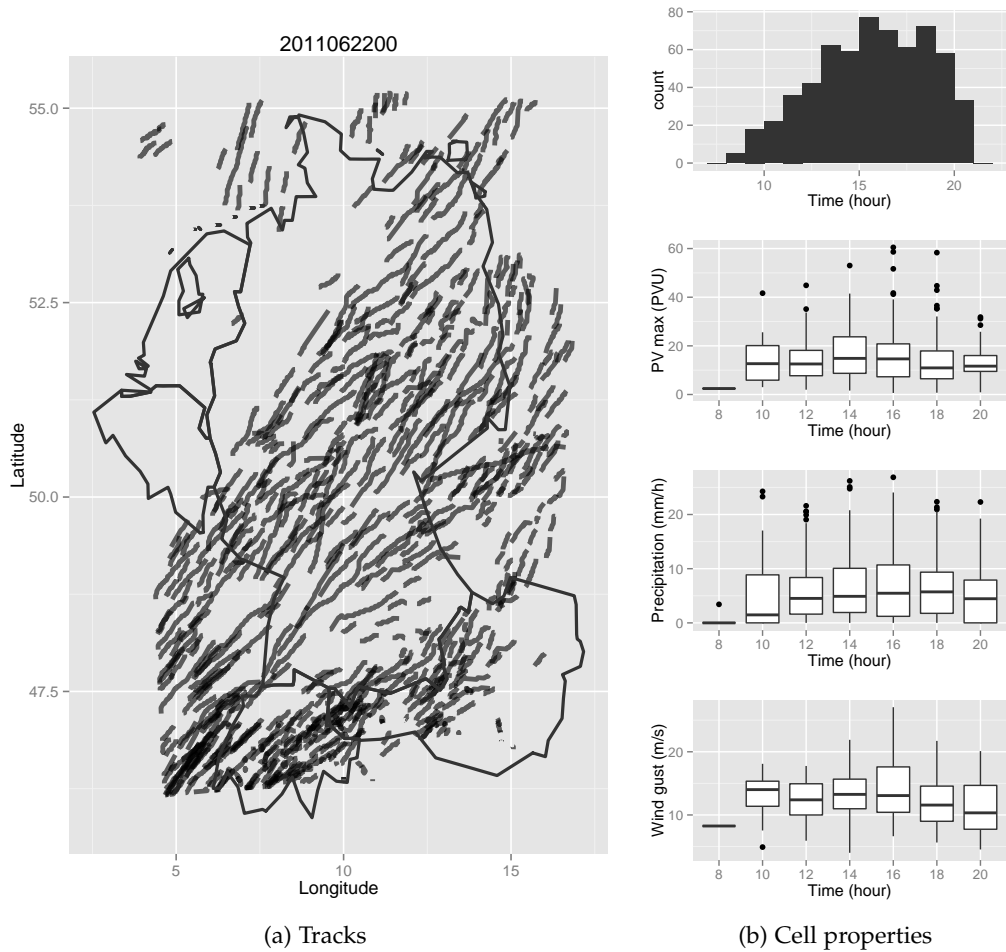 2011062200
55.0
52.5
50.0
47.5
Latitude
5 10 15
Longitude
(a) Tracks
80
60
40
20
0
count
10 15 20
Time (hour)
60
40
20
0
PV max (PVU)
8 10 12 14 16 18 20
Time (hour)
20
10
0
Precipitation (mm/h)
8 10 12 14 16 18 20
Time (hour)
20
10
Wind gust (m/s)
8 10 12 14 16 18 20
Time (hour)
(b) Cell properties